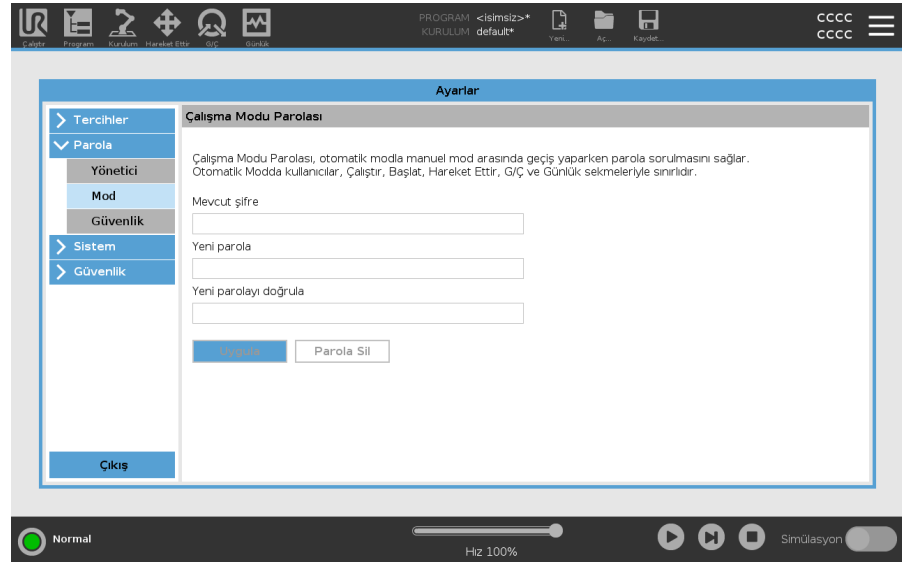 UR
PROGRAM <isimsiz>*
KURULUM default*
cccc
cccc
Çalıştır Program Kurulum Hareket Ettir G/Ç Günlük Yeni... Aç... Kaydet...
Ayarlar
Tercihler
Parola
Yönetici
Mod
Güvenlik
Sistem
Güvenlik
Çıkış
Çalışma Modu Parolası
Çalışma Modu Parolası, otomatik modla manuel mod arasında geçiş yaparken parola sorulmasını sağlar.
Otomatik Modda kullanıcılar, Çalıştır, Başlat, Hareket Ettir, G/Ç ve Günlük sekmeleriyle sınırlıdır.
Mevcut şifre
Yeni parola
Yeni parolayı doğrula
Uygula Parola Sil
Normal
Hız 100%
Simülasyon